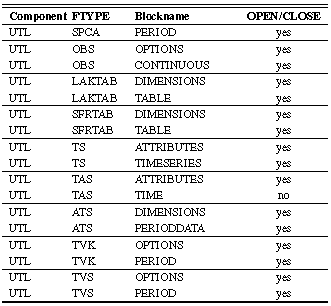 Component FTYPE Blockname OPEN/CLOSE
UTL SPCA PERIOD yes
UTL OBS OPTIONS yes
UTL OBS CONTINUOUS yes
UTL LAKTAB DIMENSIONS yes
UTL LAKTAB TABLE yes
UTL SFRTAB DIMENSIONS yes
UTL SFRTAB TABLE yes
UTL TS ATTRIBUTES yes
UTL TS TIMESERIES yes
UTL TAS ATTRIBUTES yes
UTL TAS TIME no
UTL ATS DIMENSIONS yes
UTL ATS PERIODDATA yes
UTL TVK OPTIONS yes
UTL TVK PERIOD yes
UTL TVS OPTIONS yes
UTL TVS PERIOD yes